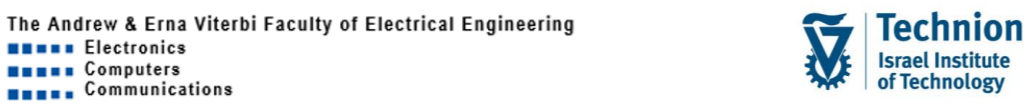 The Andrew & Erna Viterbi Faculty of Electrical Engineering
Electronics
Computers
Communications
Technion
Israel Institute
of Technology